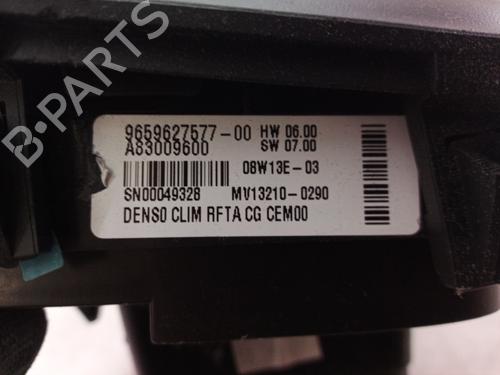 9659627577-00 HW 06.00
A83009600 SW 07.00
08W13E-03
SN00049328 MV13210-0290
DENSO CLIM RFTA CG CEM00